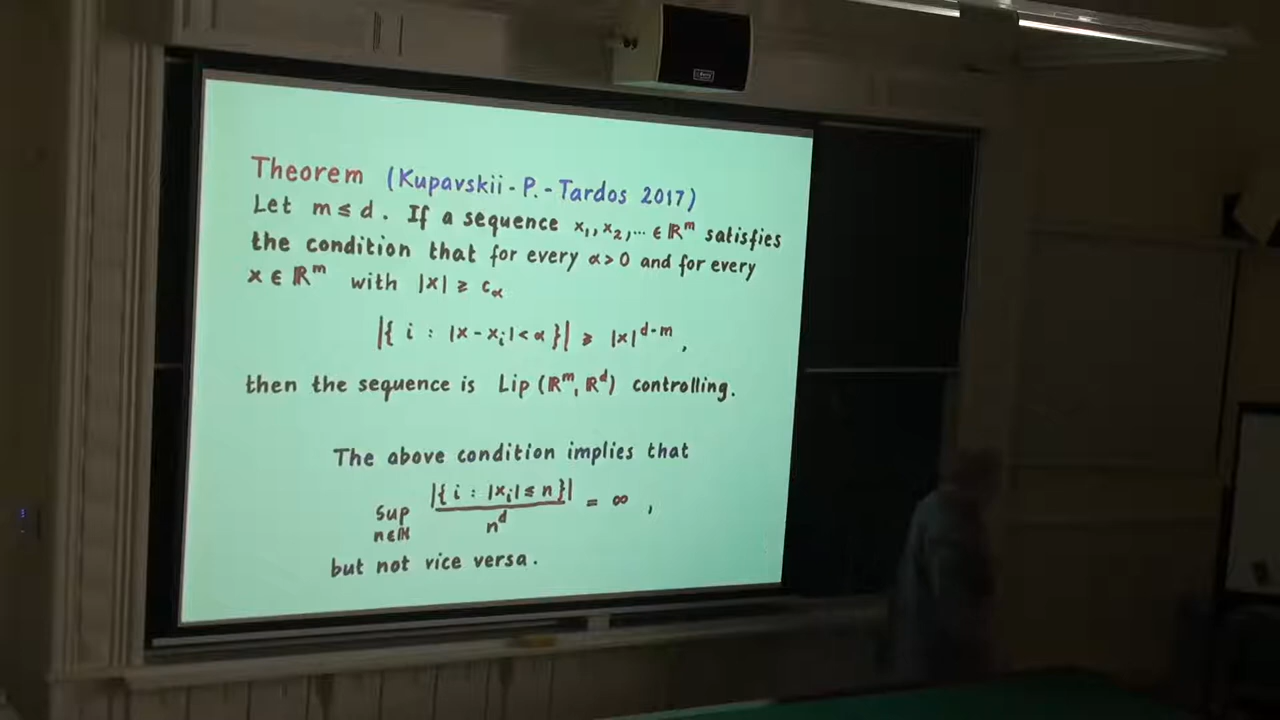 Theorem (Kupavskii - P. - Tardos 2017)
Let m ≤ d. If a sequence x₁, x₂, ... ∈ ℝᵐ satisfies
the condition that for every α > 0 and for every
x ∈ ℝᵐ with |x| ≥ c_α
|{ i : |x - xᵢ| < α }| ≥ |x|^{d-m},
then the sequence is Lip (ℝᵐ, ℝᵈ) controlling.
The above condition implies that
sup_{n∈ℕ} |{ i : |xᵢ| ≤ n }| / nᵈ = ∞ ,
but not vice versa.